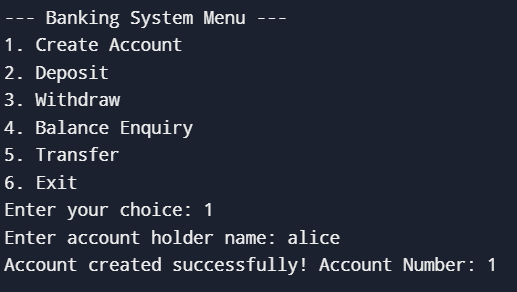 --- Banking System Menu ---
1. Create Account
2. Deposit
3. Withdraw
4. Balance Enquiry
5. Transfer
6. Exit
Enter your choice: 1
Enter account holder name: alice
Account created successfully! Account Number: 1